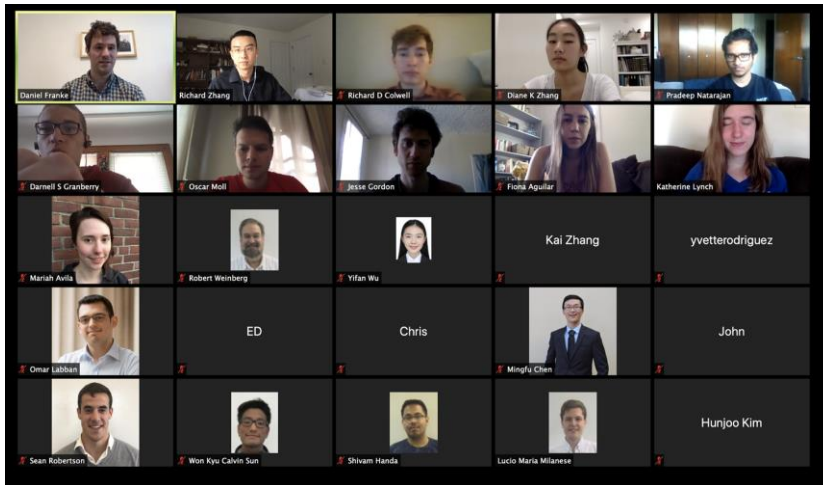 Daniel Franke
Richard Zhang
Richard D Colwell
Diane K Zhang
Pradeep Natarajan
Darnell S Granberry
Oscar Moll
Jesse Gordon
Fiona Aguilar
Katherine Lynch
Mariah Avila
Robert Weinberg
Yifan Wu
Kai Zhang
yvetterodriguez
Omar Labban
ED
Chris
Mingfu Chen
John
Sean Robertson
Won Kyu Calvin Sun
Shivam Handa
Lucio Maria Milanese
Hunjoo Kim